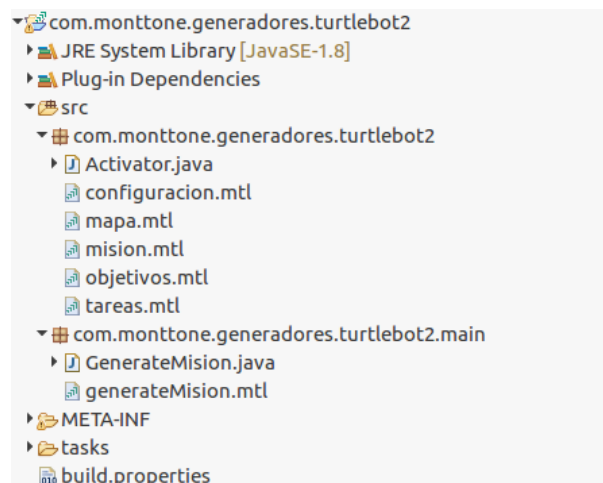 com.monttone.generadores.turtlebot2
JRE System Library [JavaSE-1.8]
Plug-in Dependencies
src
com.monttone.generadores.turtlebot2
Activator.java
configuracion.mtl
mapa.mtl
mision.mtl
objetivos.mtl
tareas.mtl
com.monttone.generadores.turtlebot2.main
GenerateMision.java
generateMision.mtl
META-INF
tasks
build.properties